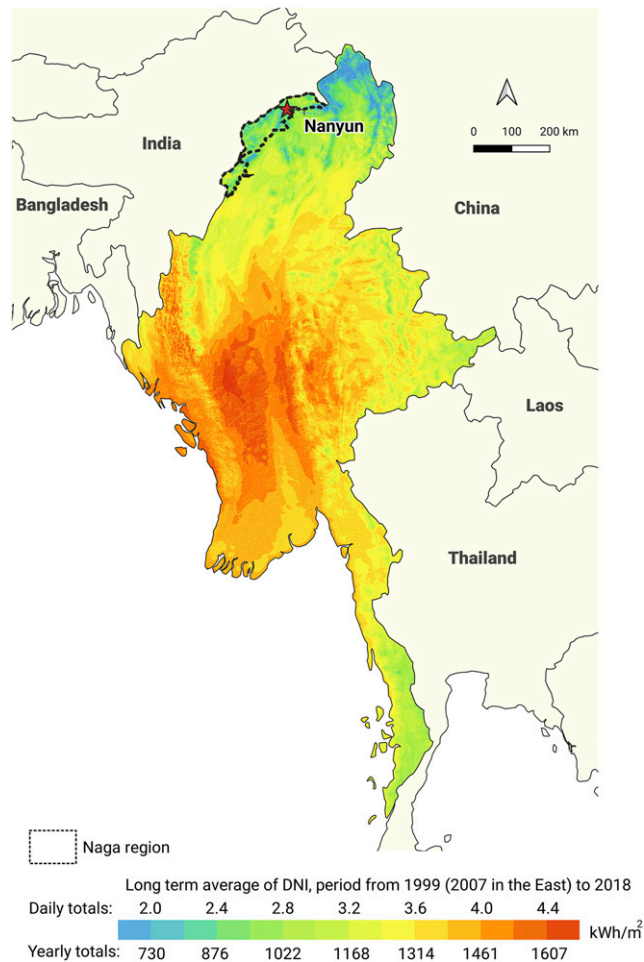 India
Nanyun
0 100 200 km
Bangladesh
China
Laos
Thailand
Naga region
Long term average of DNI, period from 1999 (2007 in the East) to 2018
Daily totals: 2.0 2.4 2.8 3.2 3.6 4.0 4.4
kWh/m²
Yearly totals: 730 876 1022 1168 1314 1461 1607